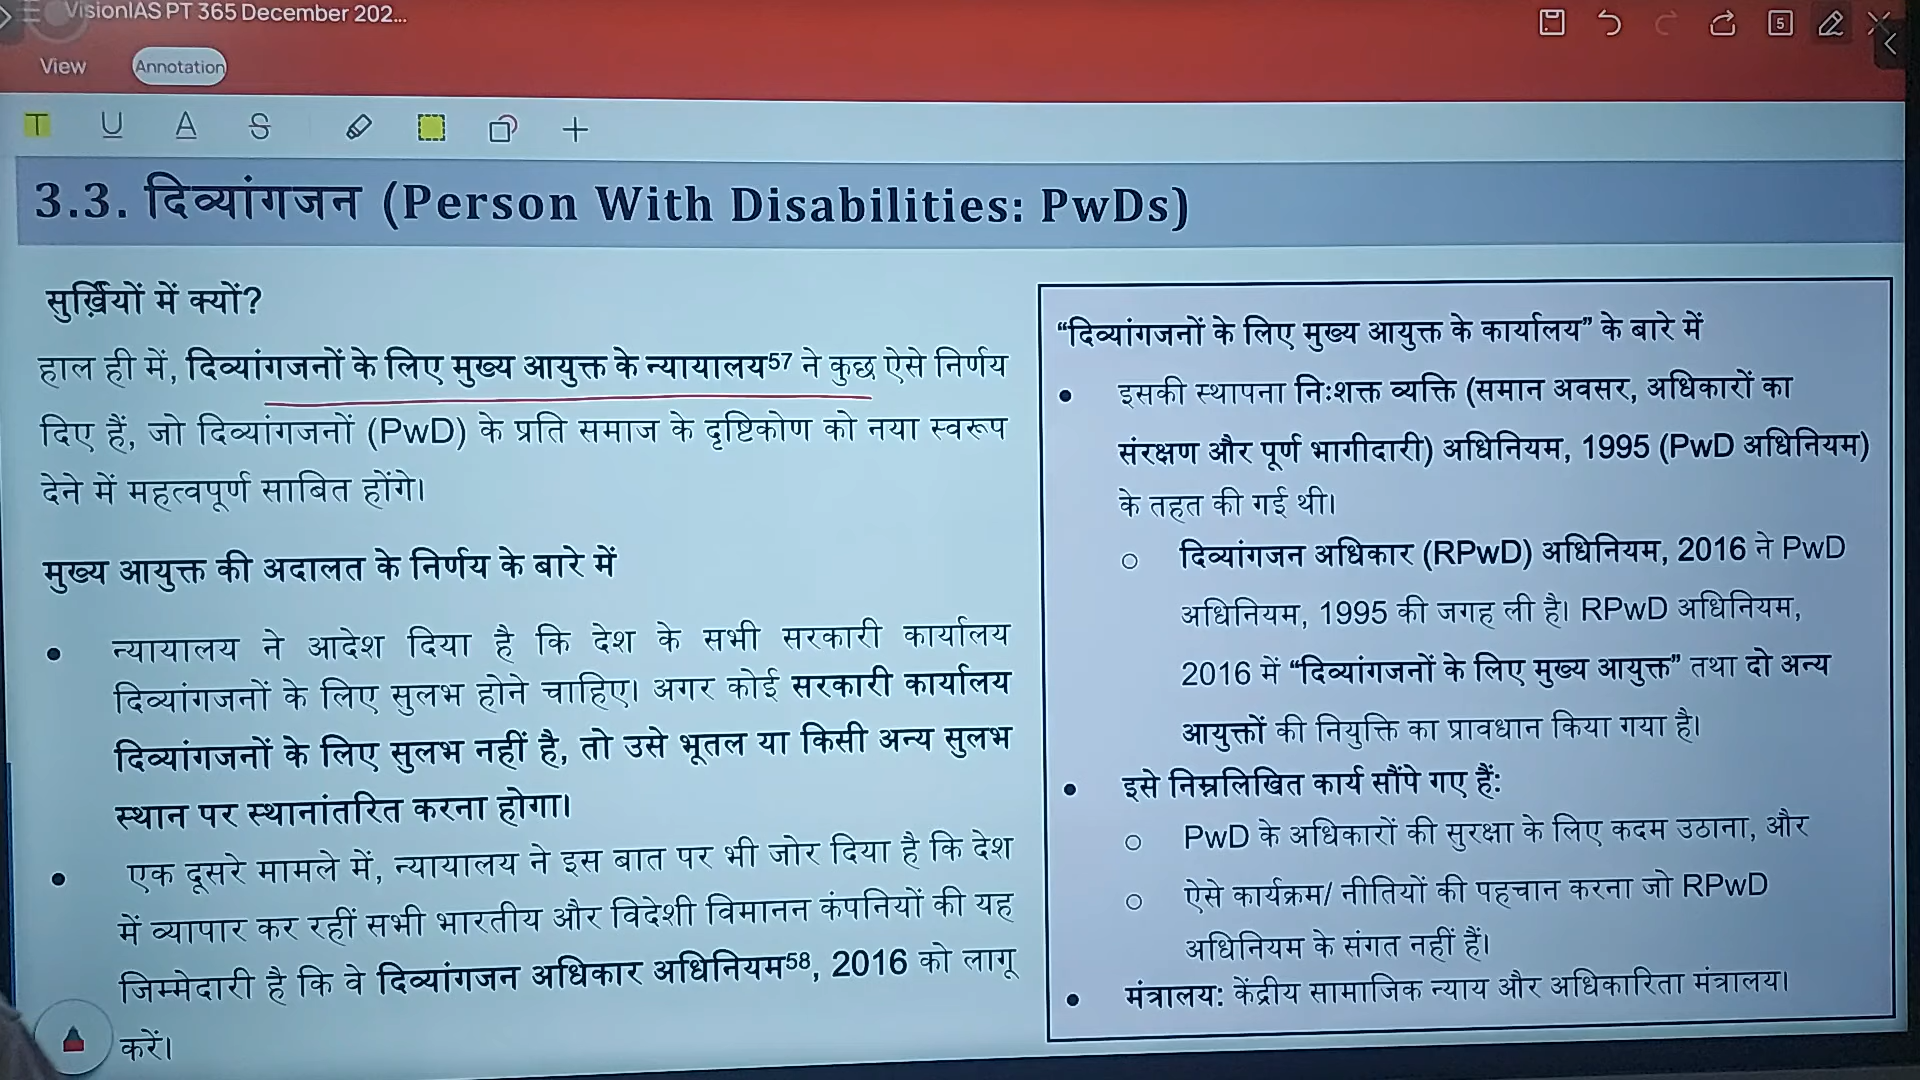 VisionIAS PT 365 December 202...
5
View
Annotation
T U A S
3.3. दिव्यांगजन (Person With Disabilities: PwDs)
सुर्ख़ियों में क्यों?
हाल ही में, दिव्यांगजनों के लिए मुख्य आयुक्त के न्यायालय57 ने कुछ ऐसे निर्णय
दिए हैं, जो दिव्यांगजनों (PwD) के प्रति समाज के दृष्टिकोण को नया स्वरूप
देने में महत्वपूर्ण साबित होंगे।
मुख्य आयुक्त की अदालत के निर्णय के बारे में
• न्यायालय ने आदेश दिया है कि देश के सभी सरकारी कार्यालय
दिव्यांगजनों के लिए सुलभ होने चाहिए। अगर कोई सरकारी कार्यालय
दिव्यांगजनों के लिए सुलभ नहीं है, तो उसे भूतल या किसी अन्य सुलभ
स्थान पर स्थानांतरित करना होगा।
• एक दूसरे मामले में, न्यायालय ने इस बात पर भी जोर दिया है कि देश
में व्यापार कर रहीं सभी भारतीय और विदेशी विमानन कंपनियों की यह
जिम्मेदारी है कि वे दिव्यांगजन अधिकार अधिनियम58, 2016 को लागू
करें।
“दिव्यांगजनों के लिए मुख्य आयुक्त के कार्यालय” के बारे में
• इसकी स्थापना निःशक्त व्यक्ति (समान अवसर, अधिकारों का
संरक्षण और पूर्ण भागीदारी) अधिनियम, 1995 (PwD अधिनियम)
के तहत की गई थी।
○ दिव्यांगजन अधिकार (RPwD) अधिनियम, 2016 ने PwD
अधिनियम, 1995 की जगह ली है। RPwD अधिनियम,
2016 में “दिव्यांगजनों के लिए मुख्य आयुक्त” तथा दो अन्य
आयुक्तों की नियुक्ति का प्रावधान किया गया है।
• इसे निम्नलिखित कार्य सौंपे गए हैं:
○ PwD के अधिकारों की सुरक्षा के लिए कदम उठाना, और
○ ऐसे कार्यक्रम/ नीतियों की पहचान करना जो RPwD
अधिनियम के संगत नहीं हैं।
• मंत्रालय: केंद्रीय सामाजिक न्याय और अधिकारिता मंत्रालय।